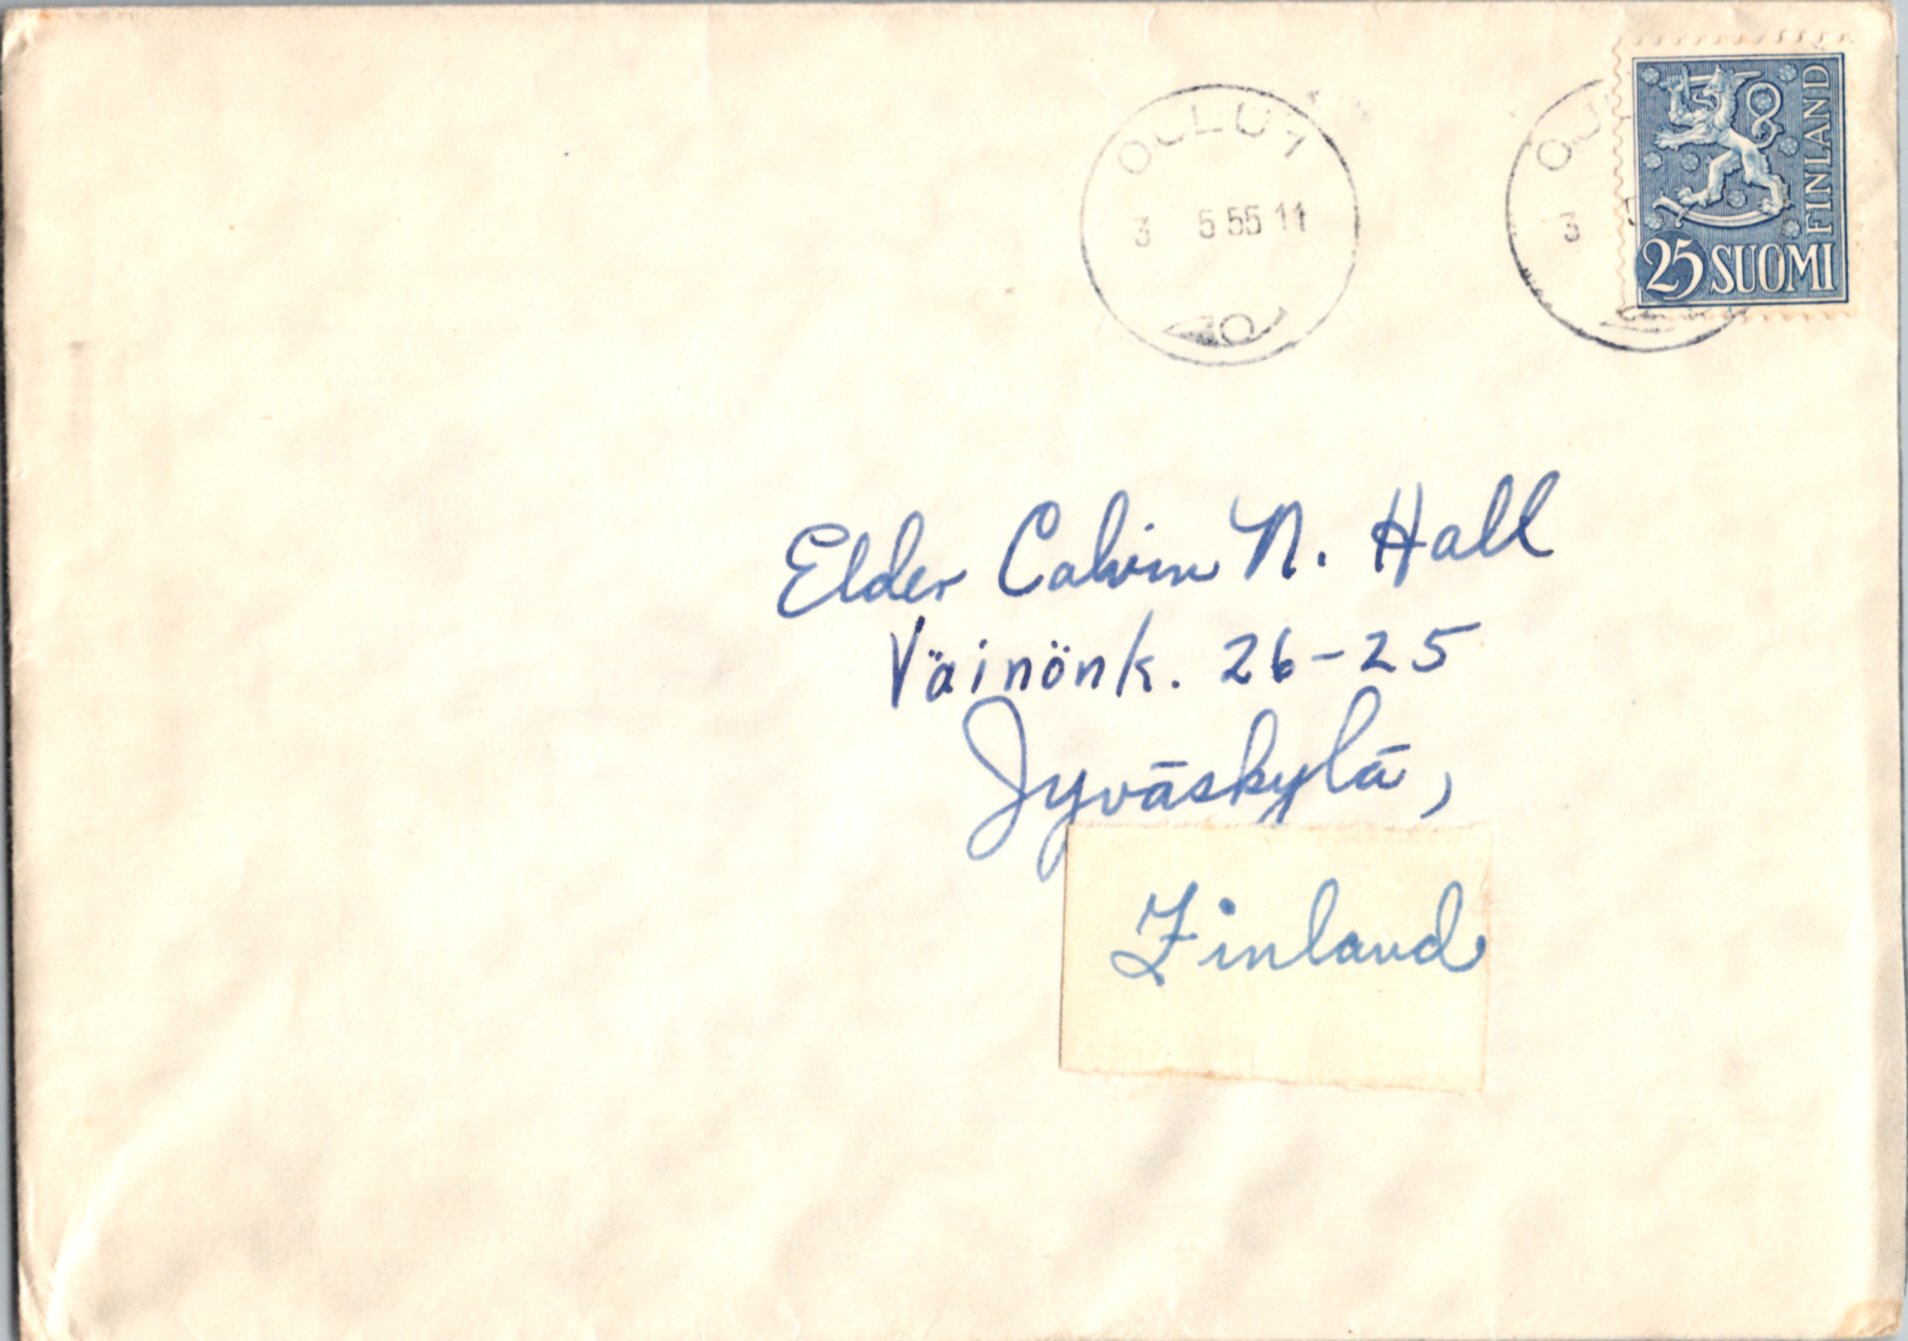 OULU 1
3 5 55 11
OU
3 5
FINLAND
25 SUOMI
Elder Calvin N. Hall
Väinönk. 26-25
Jyväskylä,
Finland